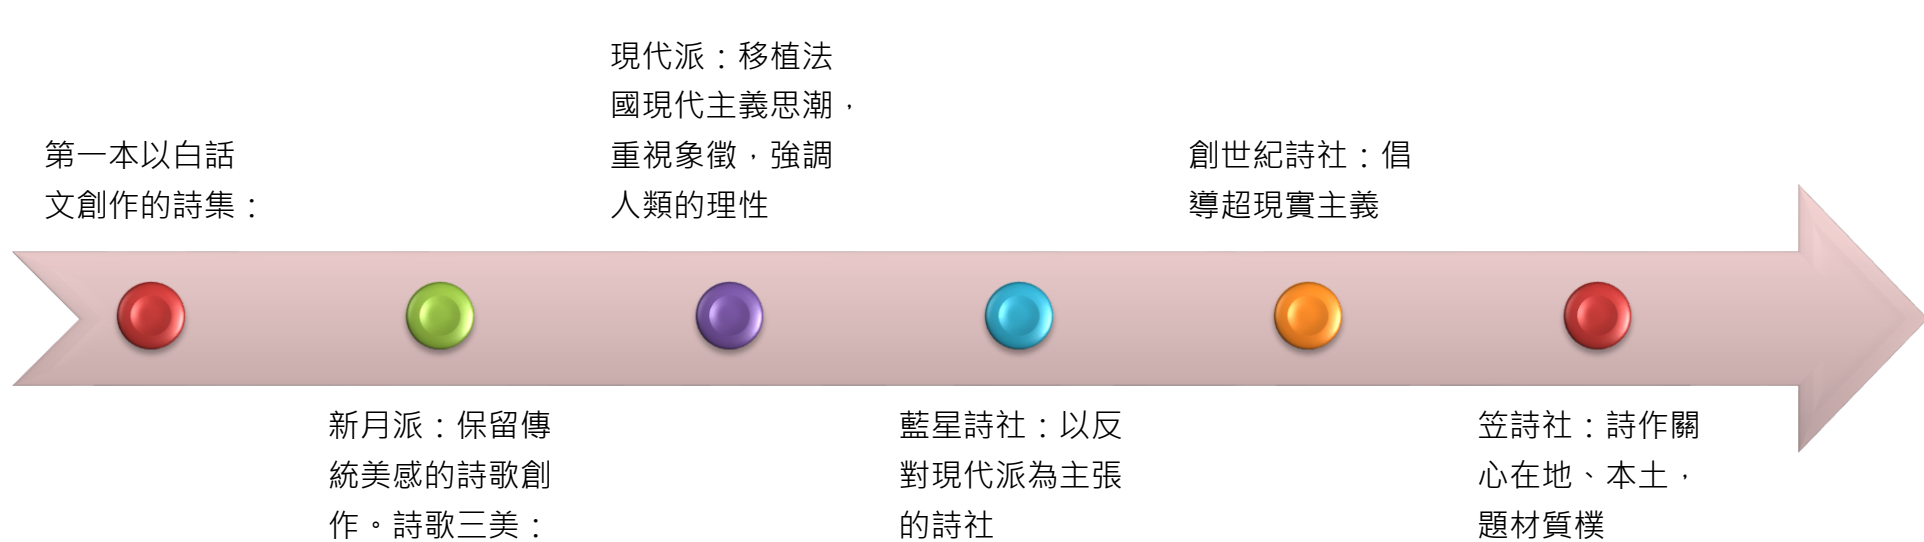 第一本以白話
文創作的詩集：
新月派：保留傳
統美感的詩歌創
作。詩歌三美：
現代派：移植法
國現代主義思潮，
重視象徵，強調
人類的理性
藍星詩社：以反
對現代派為主張
的詩社
創世紀詩社：倡
導超現實主義
笠詩社：詩作關
心在地、本土，
題材質樸